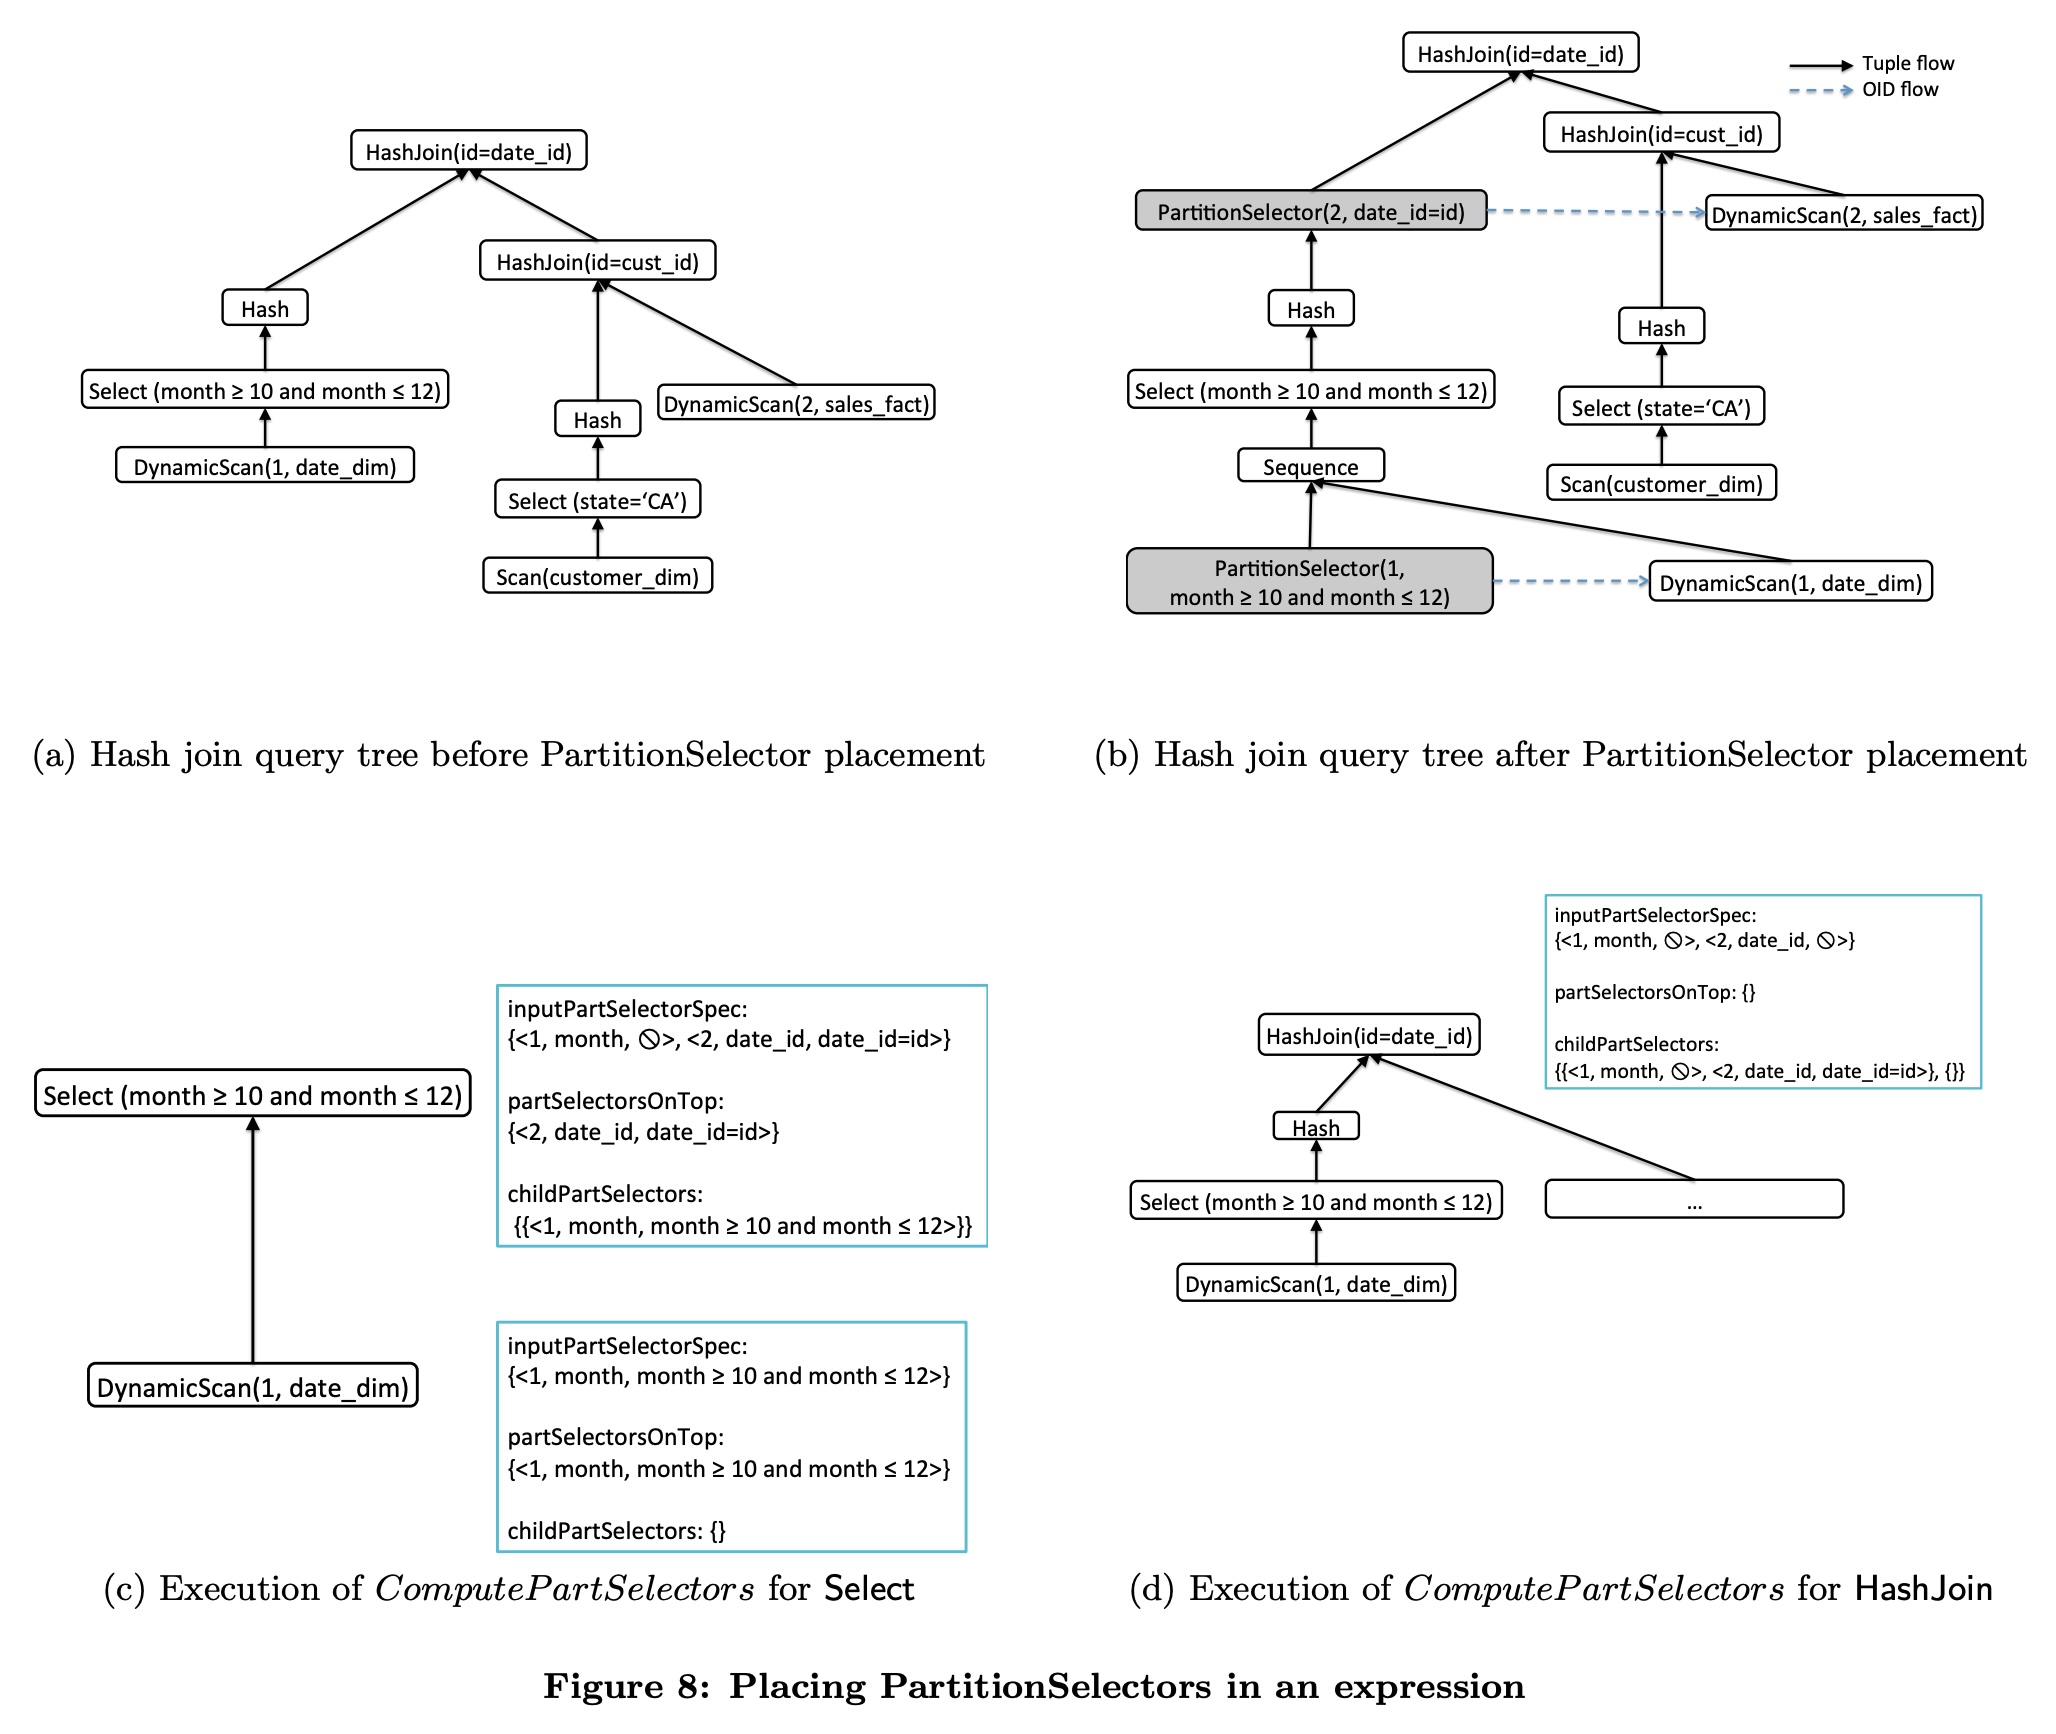 HashJoin(id=date_id)
HashJoin(id=cust_id)
Hash
Select (month ≥ 10 and month ≤ 12)
DynamicScan(1, date_dim)
DynamicScan(2, sales_fact)
Hash
Select (state=‘CA’)
Scan(customer_dim)
(a) Hash join query tree before PartitionSelector placement
HashJoin(id=date_id)
Tuple flow
OID flow
HashJoin(id=cust_id)
PartitionSelector(2, date_id=id)
DynamicScan(2, sales_fact)
Hash
Hash
Select (month ≥ 10 and month ≤ 12)
Select (state=‘CA’)
Sequence
Scan(customer_dim)
PartitionSelector(1,
month ≥ 10 and month ≤ 12)
DynamicScan(1, date_dim)
(b) Hash join query tree after PartitionSelector placement
Select (month ≥ 10 and month ≤ 12)
DynamicScan(1, date_dim)
inputPartSelectorSpec:
{<1, month, 🛇>, <2, date_id, date_id=id>}
partSelectorsOnTop:
{<2, date_id, date_id=id>}
childPartSelectors:
{{<1, month, month ≥ 10 and month ≤ 12>}}
inputPartSelectorSpec:
{<1, month, month ≥ 10 and month ≤ 12>}
partSelectorsOnTop:
{<1, month, month ≥ 10 and month ≤ 12>}
childPartSelectors: {}
(c) Execution of ComputePartSelectors for Select
inputPartSelectorSpec:
{<1, month, 🛇>, <2, date_id, 🛇>}
partSelectorsOnTop: {}
childPartSelectors:
{{<1, month, 🛇>, <2, date_id, date_id=id>}, {}}
HashJoin(id=date_id)
Hash
Select (month ≥ 10 and month ≤ 12)
...
DynamicScan(1, date_dim)
(d) Execution of ComputePartSelectors for HashJoin
Figure 8: Placing PartitionSelectors in an expression